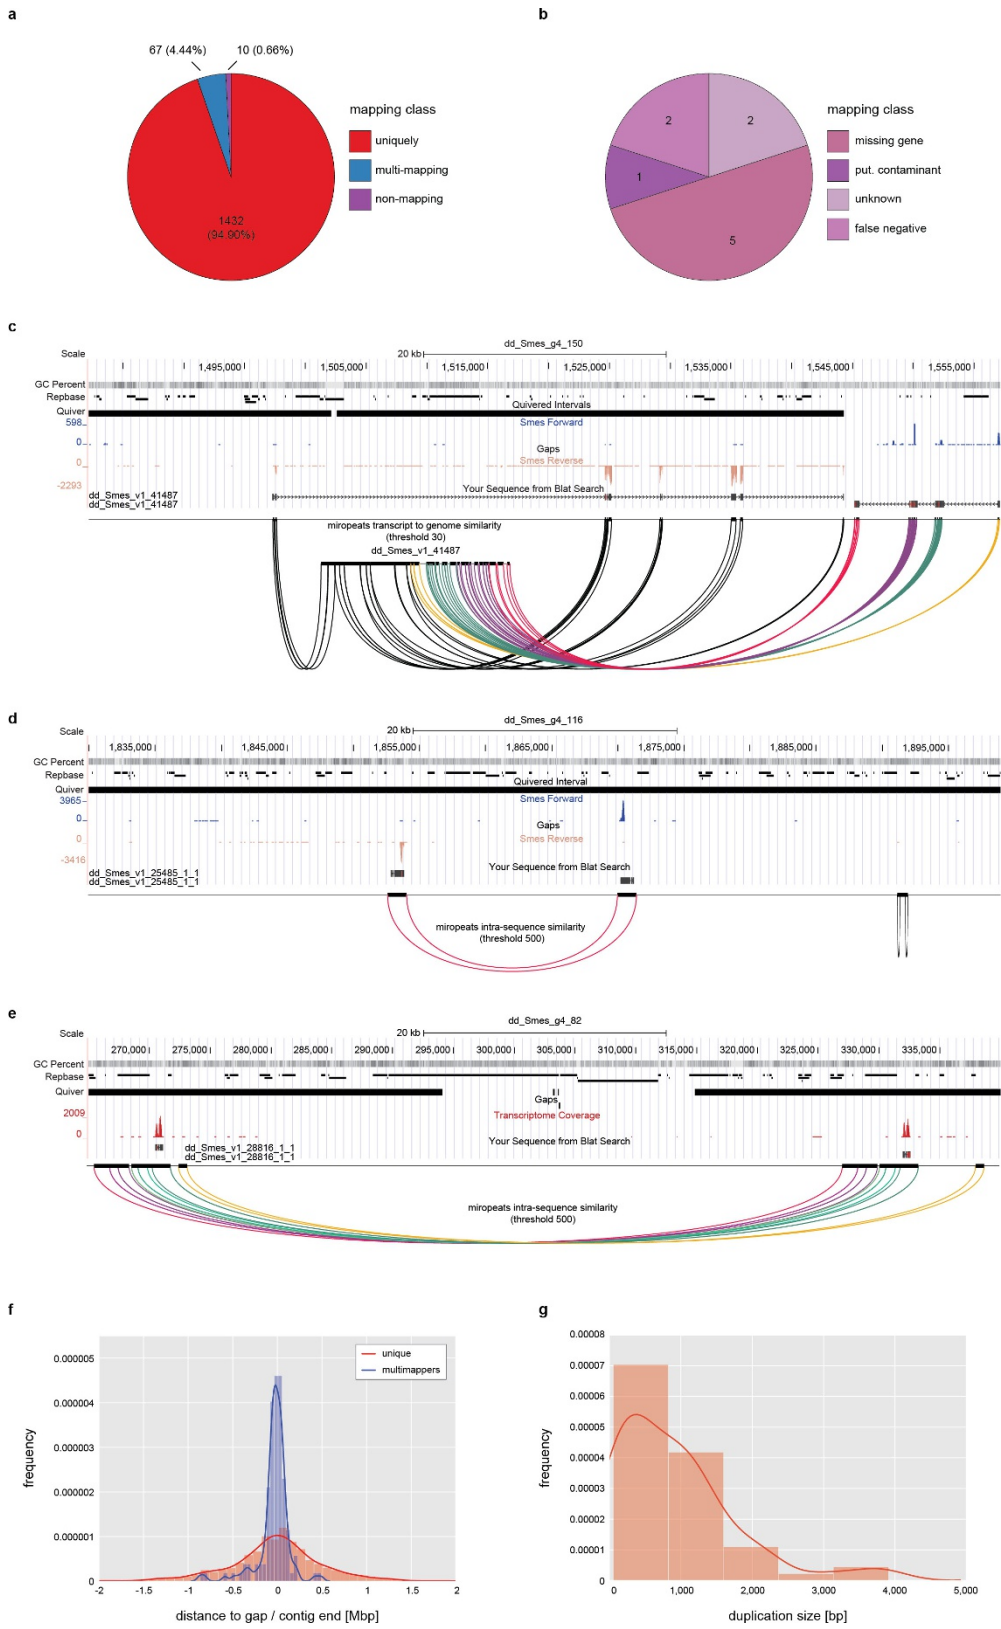 a
67 (4.44%)
10 (0.66%)
1432
(94.90%)
mapping class
uniquely
multi-mapping
non-mapping
b
2
2
1
5
mapping class
missing gene
put. contaminant
unknown
false negative
c
dd_Smes_g4_150
Scale
20 kb
1,495,000
1,505,000
1,515,000
1,525,000
1,535,000
1,545,000
1,555,000
GC Percent
Repbase
Quivered Intervals
Quiver
598
Smes Forward
0
Gaps
0
Smes Reverse
-2293
Your Sequence from Blat Search
dd_Smes_v1_41487
dd_Smes_v1_41487
miropeats transcript to genome similarity
(threshold 30)
dd_Smes_v1_41487
d
dd_Smes_g4_116
Scale
20 kb
1,835,000
1,845,000
1,855,000
1,865,000
1,875,000
1,885,000
1,895,000
GC Percent
Repbase
Quivered Interval
Quiver
3965
Smes Forward
0
Gaps
0
Smes Reverse
-3416
Your Sequence from Blat Search
dd_Smes_v1_25485_1_1
dd_Smes_v1_25485_1_1
miropeats intra-sequence similarity
(threshold 500)
e
dd_Smes_g4_82
Scale
20 kb
270,000
275,000
280,000
285,000
290,000
295,000
300,000
305,000
310,000
315,000
320,000
325,000
330,000
335,000
GC Percent
Repbase
Quiver
Gaps
2009
Transcriptome Coverage
0
Your Sequence from Blat Search
dd_Smes_v1_28816_1_1
dd_Smes_v1_28816_1_1
miropeats intra-sequence similarity
(threshold 500)
f
unique
multimappers
0.000005
0.000004
0.000003
0.000002
0.000001
0
frequency
-2
-1.5
-1
-0.5
0
0.5
1
1.5
2
distance to gap / contig end [Mbp]
g
0.00008
0.00007
0.00006
0.00005
0.00004
0.00003
0.00002
0.00001
0
frequency
0
1,000
2,000
3,000
4,000
5,000
duplication size [bp]